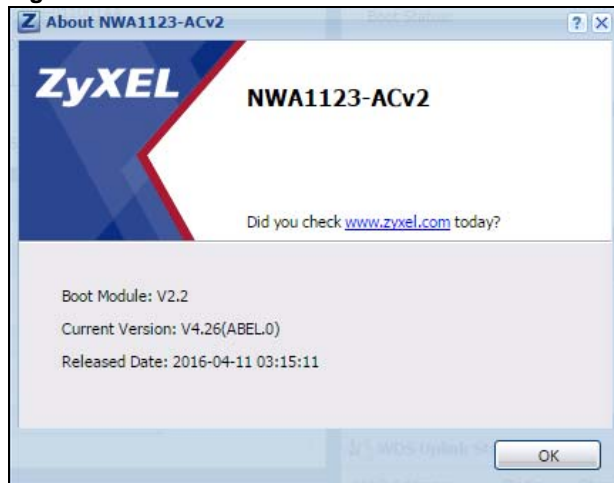 About NWA1123-ACv2
ZyXEL
NWA1123-ACv2
Did you check www.zyxel.com today?
Boot Module: V2.2
Current Version: V4.26(ABEL.0)
Released Date: 2016-04-11 03:15:11
OK